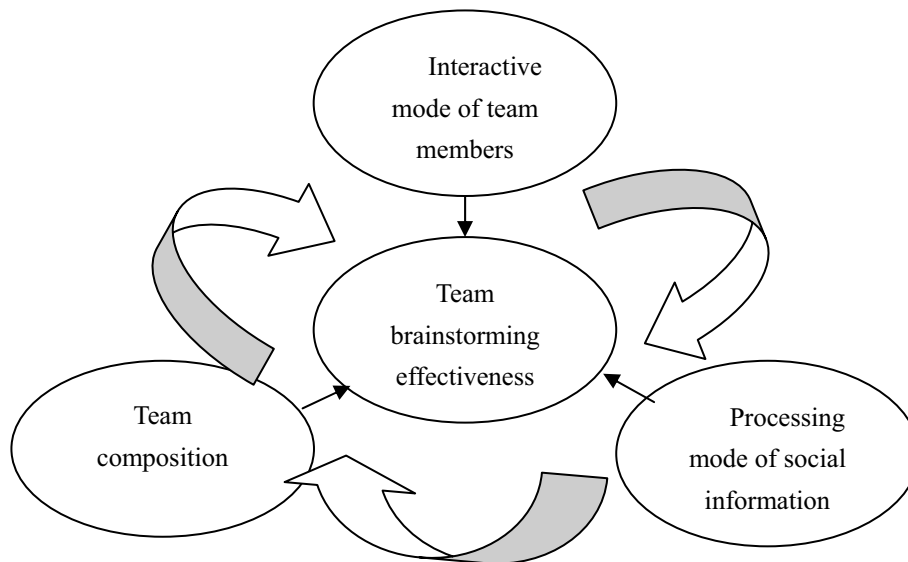 Interactive
mode of team
members
Team
brainstorming
effectiveness
Team
composition
Processing
mode of social
information